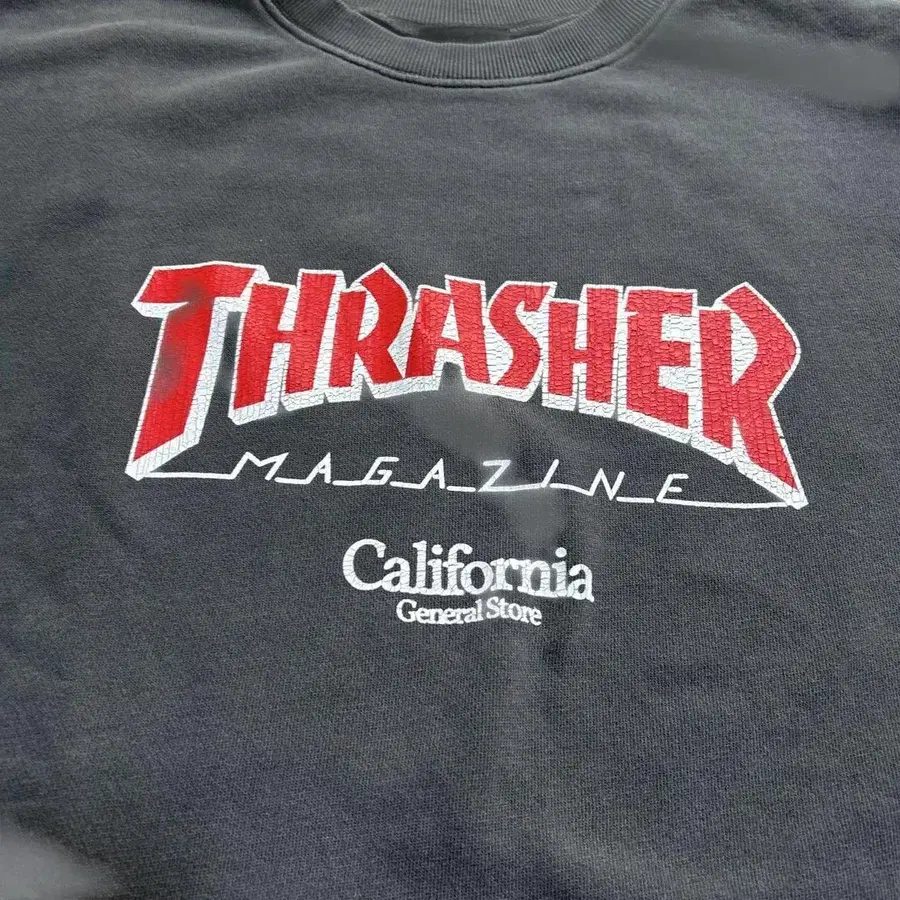 THRASHER
MAGAZINE
California
General Store